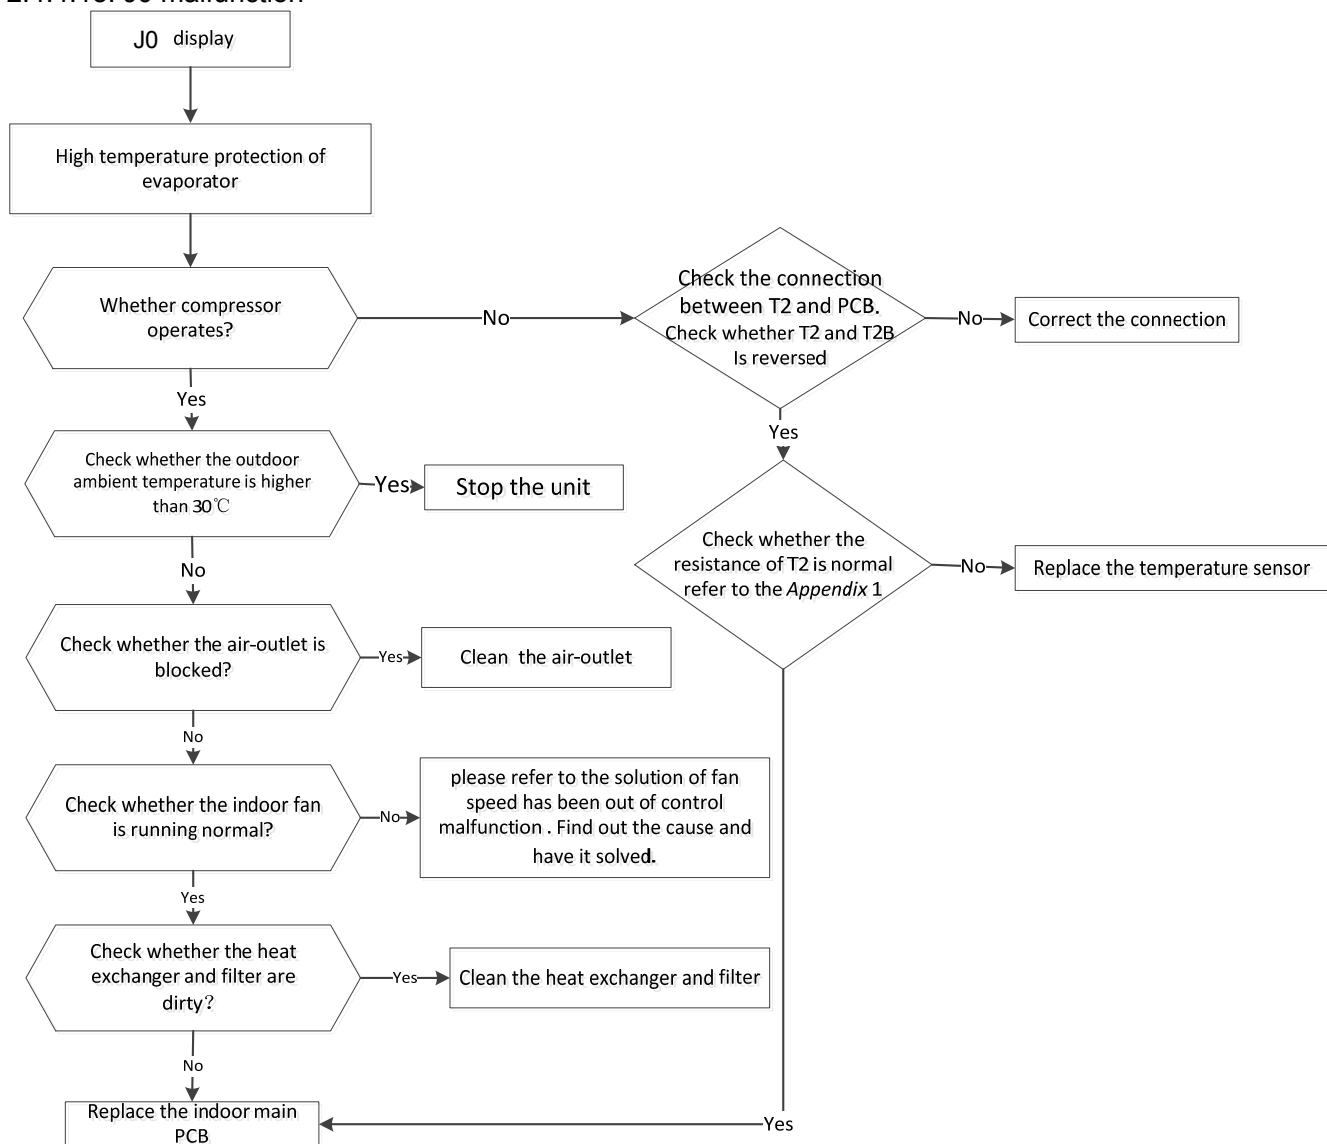 J0 display
High temperature protection of
evaporator
Whether compressor
operates?
No
Check the connection
between T2 and PCB.
Check whether T2 and T2B
Is reversed
No
Correct the connection
Yes
Yes
Check whether the outdoor
ambient temperature is higher
than 30℃
Yes
Stop the unit
Check whether the
resistance of T2 is normal
refer to the Appendix 1
No
Replace the temperature sensor
No
Check whether the air-outlet is
blocked?
Yes
Clean the air-outlet
No
Check whether the indoor fan
is running normal?
No
please refer to the solution of fan
speed has been out of control
malfunction . Find out the cause and
have it solved.
Yes
Check whether the heat
exchanger and filter are
dirty?
Yes
Clean the heat exchanger and filter
No
Replace the indoor main
PCB
Yes